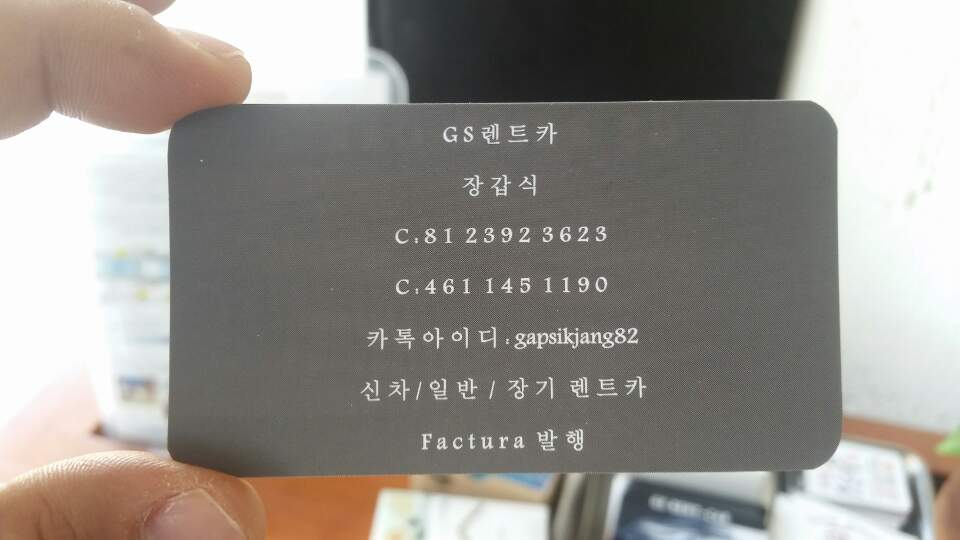 GS렌트카
장갑식
C:81 2392 3623
C:461 145 1190
카톡아이디:gapsikjang82
신차/일반 / 장기 렌트카
Factura 발행